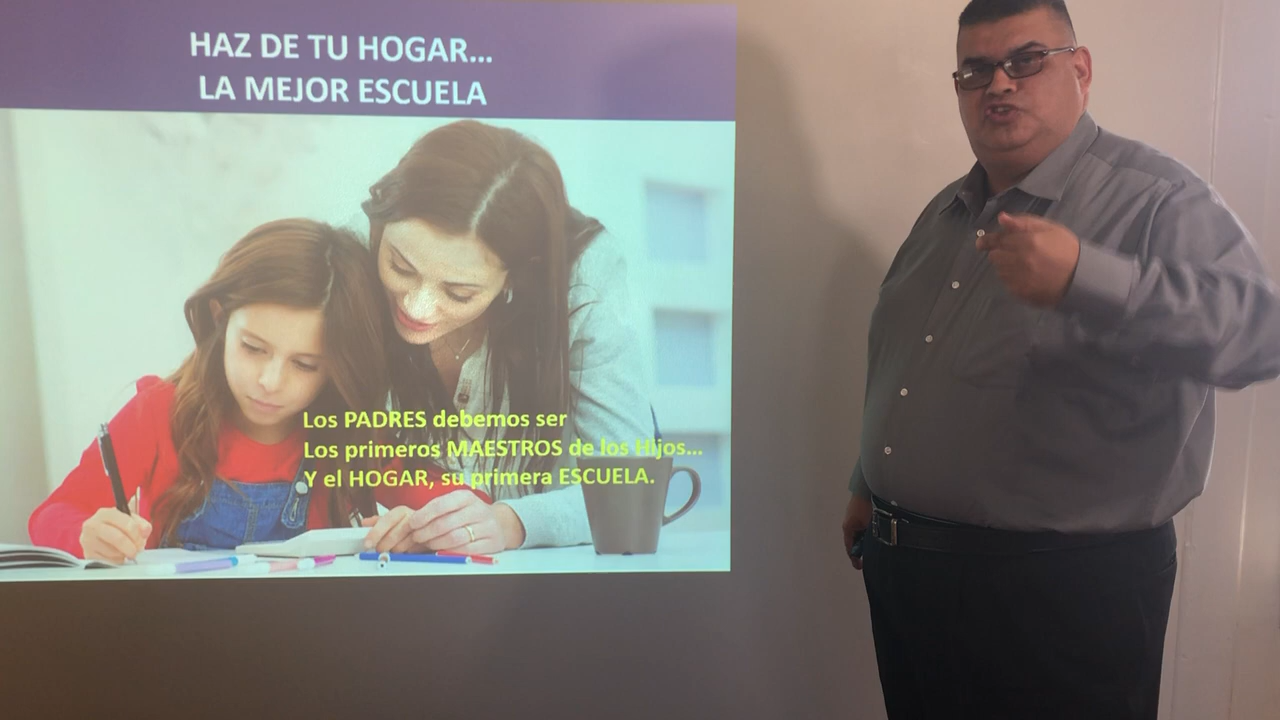 HAZ DE TU HOGAR...
LA MEJOR ESCUELA
Los PADRES debemos ser
Los primeros MAESTROS de los Hijos...
Y el HOGAR, su primera ESCUELA.